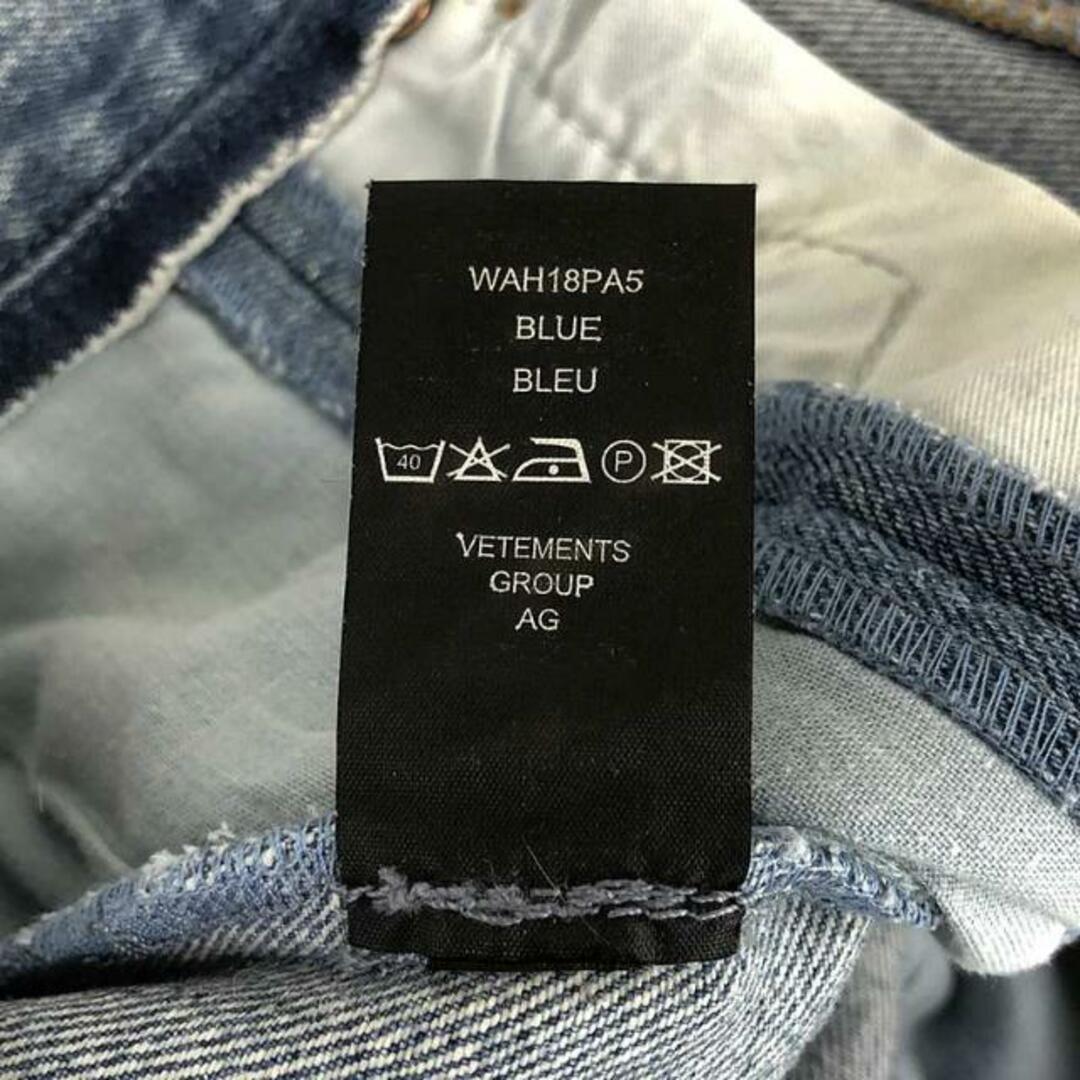 WAH18PA5
BLUE
BLEU
40 P
VETEMENTS
GROUP
AG